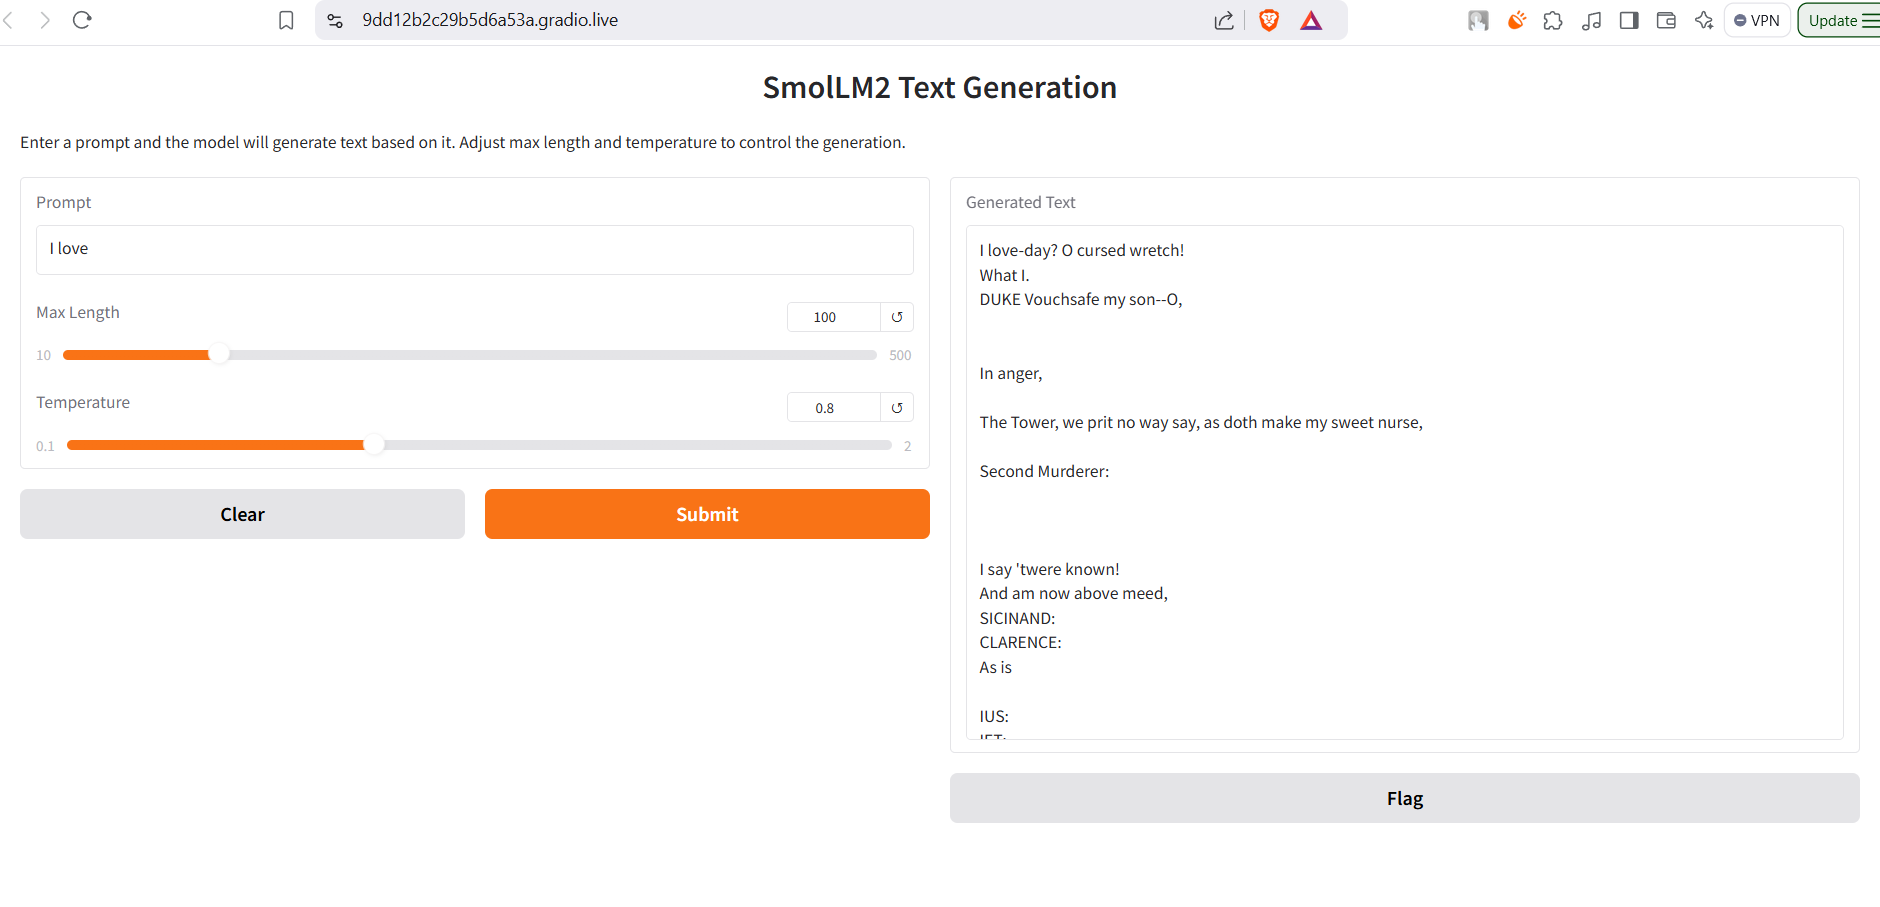 9dd12b2c29b5d6a53a.gradio.live
VPN
Update
SmolLM2 Text Generation
Enter a prompt and the model will generate text based on it. Adjust max length and temperature to control the generation.
Prompt
I love
Max Length
100
10
500
Temperature
0.8
0.1
2
Clear
Submit
Generated Text
I love-day? O cursed wretch!
What I.
DUKE Vouchsafe my son--O,
In anger,
The Tower, we prit no way say, as doth make my sweet nurse,
Second Murderer:
I say 'twere known!
And am now above meed,
SICINAND:
CLARENCE:
As is
IUS:
Flag